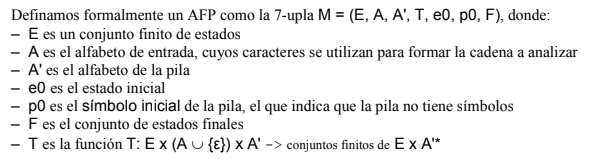 Definamos formalmente un AFP como la 7-upla M = (E, A, A', T, e0, p0, F), donde:
– E es un conjunto finito de estados
– A es el alfabeto de entrada, cuyos caracteres se utilizan para formar la cadena a analizar
– A' es el alfabeto de la pila
– e0 es el estado inicial
– p0 es el símbolo inicial de la pila, el que indica que la pila no tiene símbolos
– F es el conjunto de estados finales
– T es la función T: E x (A ∪ {ε}) x A' –> conjuntos finitos de E x A'*